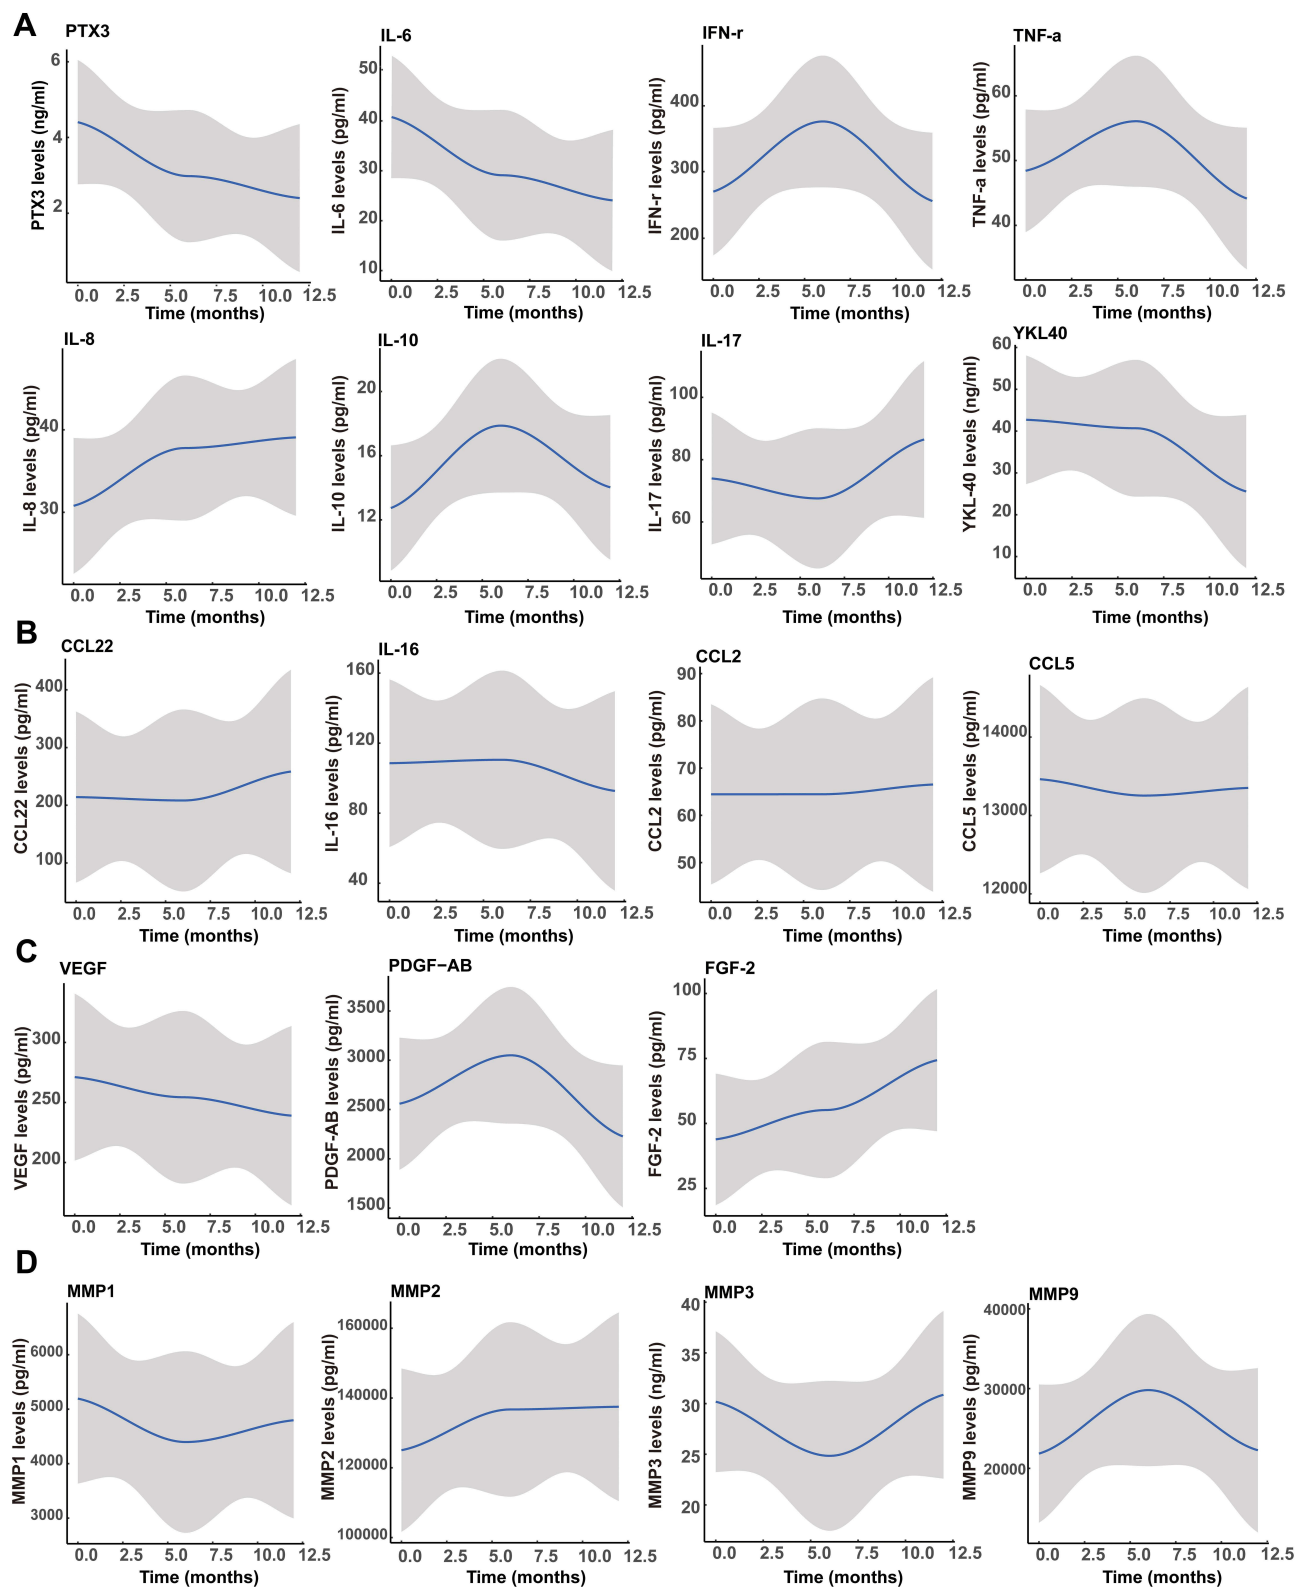 A
PTX3
IL-6
IFN-r
TNF-a
PTX3 levels (ng/ml)
6
4
2
0.0 2.5 5.0 7.5 10.0 12.5
Time (months)
IL-6 levels (pg/ml)
50
40
30
20
10
0.0 2.5 5.0 7.5 10.0 12.5
Time (months)
IFN-r levels (pg/ml)
400
300
200
0.0 2.5 5.0 7.5 10.0 12.5
Time (months)
TNF-a levels (pg/ml)
60
50
40
0.0 2.5 5.0 7.5 10.0 12.5
Time (months)
IL-8
IL-10
IL-17
YKL40
IL-8 levels (pg/ml)
40
30
0.0 2.5 5.0 7.5 10.0 12.5
Time (months)
IL-10 levels (pg/ml)
20
16
12
0.0 2.5 5.0 7.5 10.0 12.5
Time (months)
IL-17 levels (pg/ml)
100
80
60
0.0 2.5 5.0 7.5 10.0 12.5
Time (months)
YKL-40 levels (ng/ml)
60
50
40
30
20
10
0.0 2.5 5.0 7.5 10.0 12.5
Time (months)
B
CCL22
IL-16
CCL2
CCL5
CCL22 levels (pg/ml)
400
300
200
100
0.0 2.5 5.0 7.5 10.0 12.5
Time (months)
IL-16 levels (pg/ml)
160
120
80
40
0.0 2.5 5.0 7.5 10.0 12.5
Time (months)
CCL2 levels (pg/ml)
90
80
70
60
50
0.0 2.5 5.0 7.5 10.0 12.5
Time (months)
CCL5 levels (pg/ml)
14000
13000
12000
0.0 2.5 5.0 7.5 10.0 12.5
Time (months)
C
VEGF
PDGF−AB
FGF-2
VEGF levels (pg/ml)
300
250
200
0.0 2.5 5.0 7.5 10.0 12.5
Time (months)
PDGF-AB levels (pg/ml)
3500
3000
2500
2000
1500
0.0 2.5 5.0 7.5 10.0 12.5
Time (months)
FGF-2 levels (pg/ml)
100
75
50
25
0.0 2.5 5.0 7.5 10.0 12.5
Time (months)
D
MMP1
MMP2
MMP3
MMP9
MMP1 levels (pg/ml)
6000
5000
4000
3000
0.0 2.5 5.0 7.5 10.0 12.5
Time (months)
MMP2 levels (pg/ml)
160000
140000
120000
100000
0.0 2.5 5.0 7.5 10.0 12.5
Time (months)
MMP3 levels (ng/ml)
40
35
30
25
20
0.0 2.5 5.0 7.5 10.0 12.5
Time (months)
MMP9 levels (pg/ml)
40000
30000
20000
0.0 2.5 5.0 7.5 10.0 12.5
Time (months)